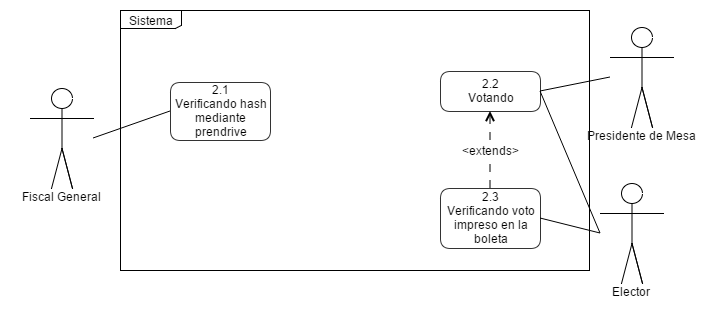 Sistema
2.1
Verificando hash
mediante
prendrive
2.2
Votando
Presidente de Mesa
<extends>
Fiscal General
2.3
Verificando voto
impreso en la
boleta
Elector